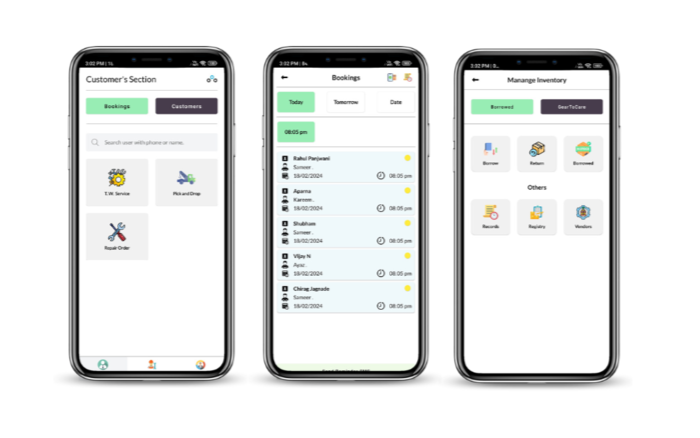 3:02 PM |
Customer's Section
Bookings
Customers
Search user with phone or name.
T.W. Service
Pick and Drop
Repair Order
3:02 PM |
Bookings
Today
Tomorrow
Date
08:05 pm
Rahul Panjwani
Sameer .
18/02/2024
08:05 pm
Aparna
Kareem .
18/02/2024
08:05 pm
Shubham
Sameer .
18/02/2024
08:05 pm
Vijay N
Ayaz .
18/02/2024
08:05 pm
Chirag Jagnade
Sameer .
18/02/2024
08:05 pm
3:02 PM |
Manange Inventory
Borrowed
GearToCare
Borrow
Return
Borrowed
Others
Records
Registry
Vendors